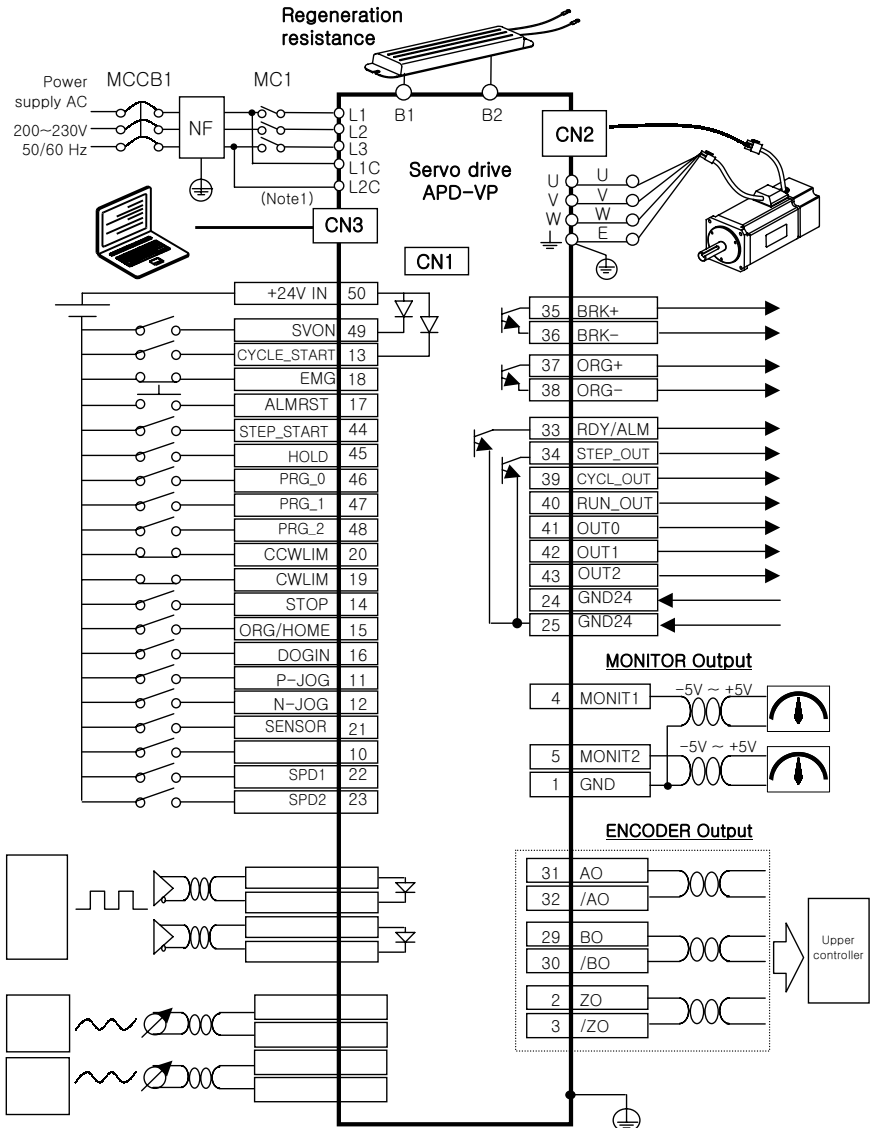 Regeneration
resistance
Power
supply AC
200~230V
50/60 Hz
MCCB1
MC1
NF
L1
L2
L3
L1C
L2C
(Note1)
B1
B2
CN2
Servo drive
APD-VP
U
V
W
U
V
W
E
CN3
CN1
+24V IN 50
SVON 49
CYCLE_START 13
EMG 18
ALMRST 17
STEP_START 44
HOLD 45
PRG_0 46
PRG_1 47
PRG_2 48
CCWLIM 20
CWLIM 19
STOP 14
ORG/HOME 15
DOGIN 16
P-JOG 11
N-JOG 12
SENSOR 21
10
SPD1 22
SPD2 23
35 BRK+
36 BRK-
37 ORG+
38 ORG-
33 RDY/ALM
34 STEP_OUT
39 CYCL_OUT
40 RUN_OUT
41 OUT0
42 OUT1
43 OUT2
24 GND24
25 GND24
MONITOR Output
4 MONIT1 -5V ~ +5V
5 MONIT2 -5V ~ +5V
1 GND
ENCODER Output
31 AO
32 /AO
29 BO
30 /BO
2 ZO
3 /ZO
Upper
controller